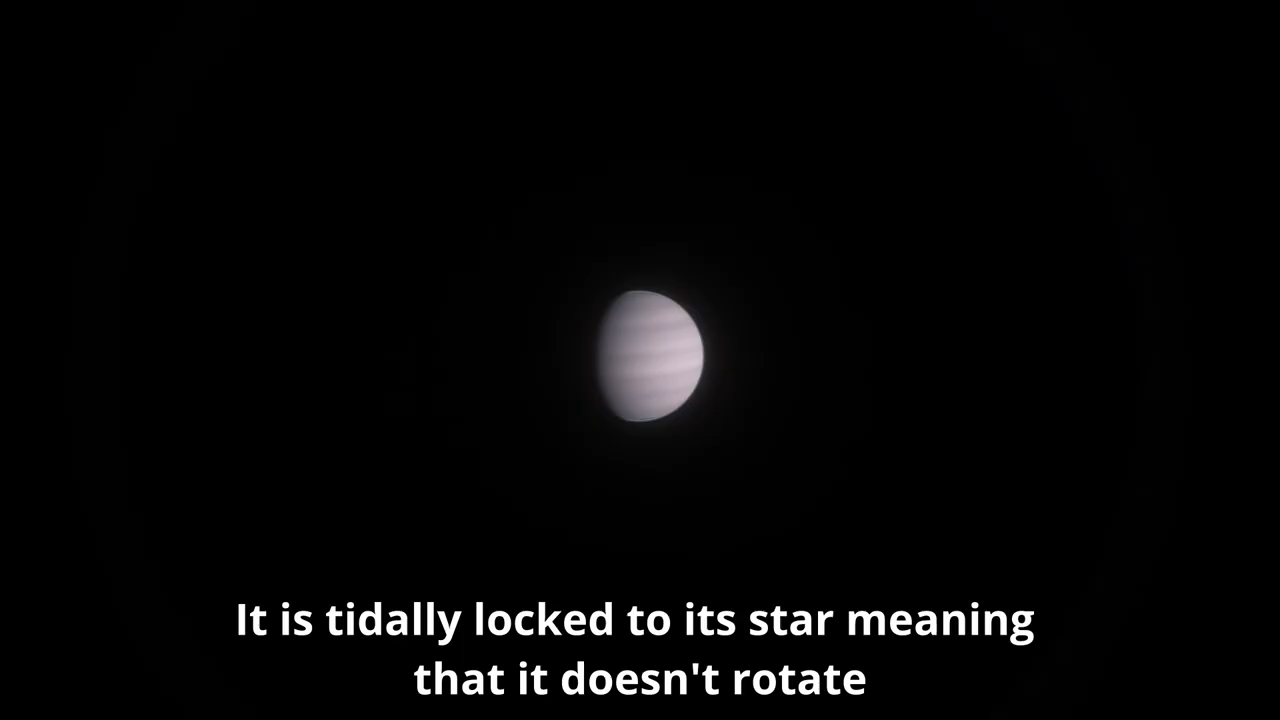 It is tidally locked to its star meaning
that it doesn't rotate